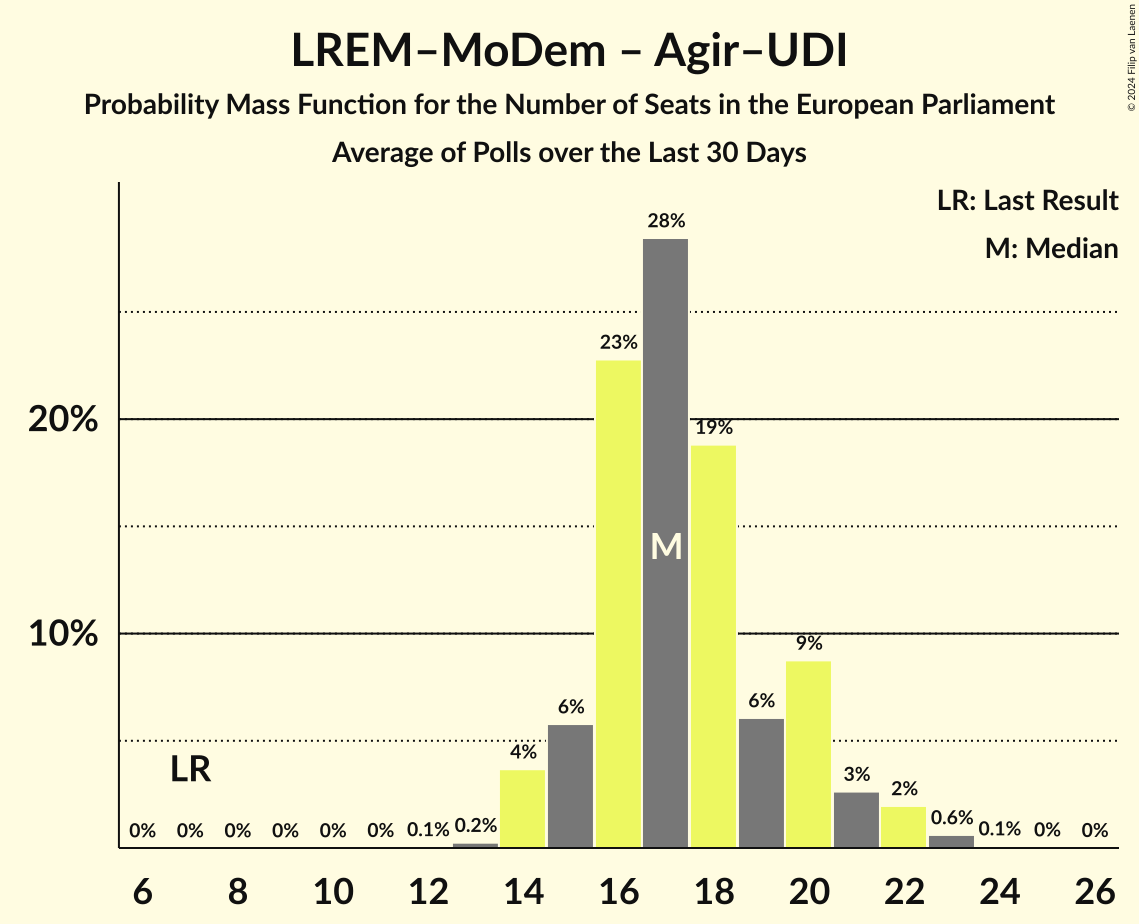 LREM–MoDem – Agir–UDI
Probability Mass Function for the Number of Seats in the European Parliament
Average of Polls over the Last 30 Days
© 2024 Filip van Laenen
LR: Last Result
M: Median
28%
23%
20%
19%
M
10%
9%
6%
6%
4%
LR
3%
2%
0% 0% 0% 0% 0% 0% 0.1% 0.2% 0.6% 0.1% 0% 0%
6 8 10 12 14 16 18 20 22 24 26